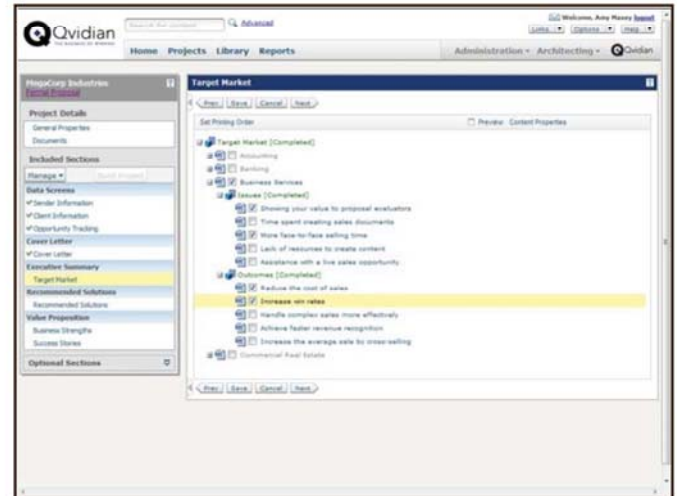 Qvidian
Advanced
Welcome, Amy Maxey logout
Links Options Help
Home Projects Library Reports
Administration Architecting Qvidian
MegaCorp Industries
Formal Proposal
Project Details
General Properties
Documents
Included Sections
Manage
Data Screens
Sender Information
Client Information
Opportunity Tracking
Cover Letter
Cover Letter
Executive Summary
Target Market
Recommended Solutions
Recommended Solutions
Value Proposition
Business Strengths
Success Stories
Optional Sections
Target Market
Prev Save Cancel Next
Set Printing Order
Preview Content Properties
Target Market [Completed]
Accounting
Banking
Business Services
Issues [Completed]
Showing your value to proposal evaluators
Time spent creating sales documents
More face-to-face selling time
Lack of resources to create content
Assistance with a live sales opportunity
Outcomes [Completed]
Reduce the cost of sales
Increase win rates
Handle complex sales more effectively
Achieve faster revenue recognition
Increase the average sale by cross-selling
Commercial Real Estate
Prev Save Cancel Next